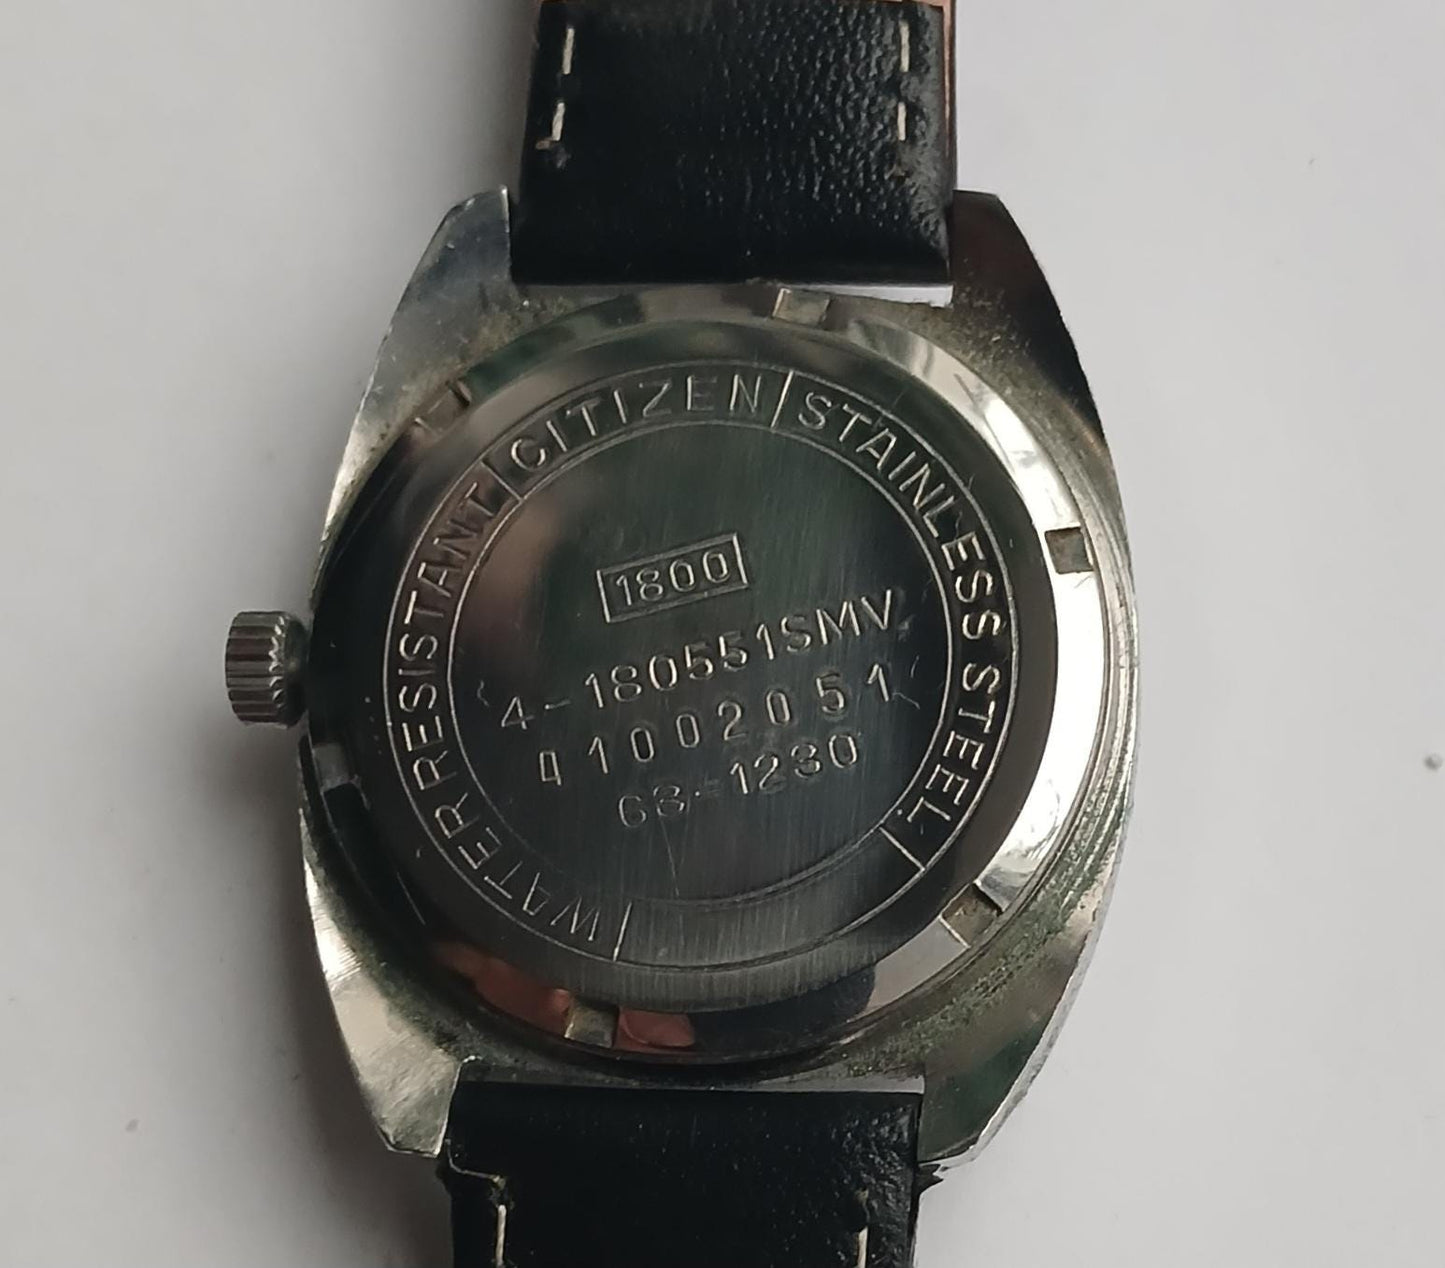 WATER RESISTANT | CITIZEN | STAINLESS STEEL
1800
4-180551SMV
41002051
GS-1230